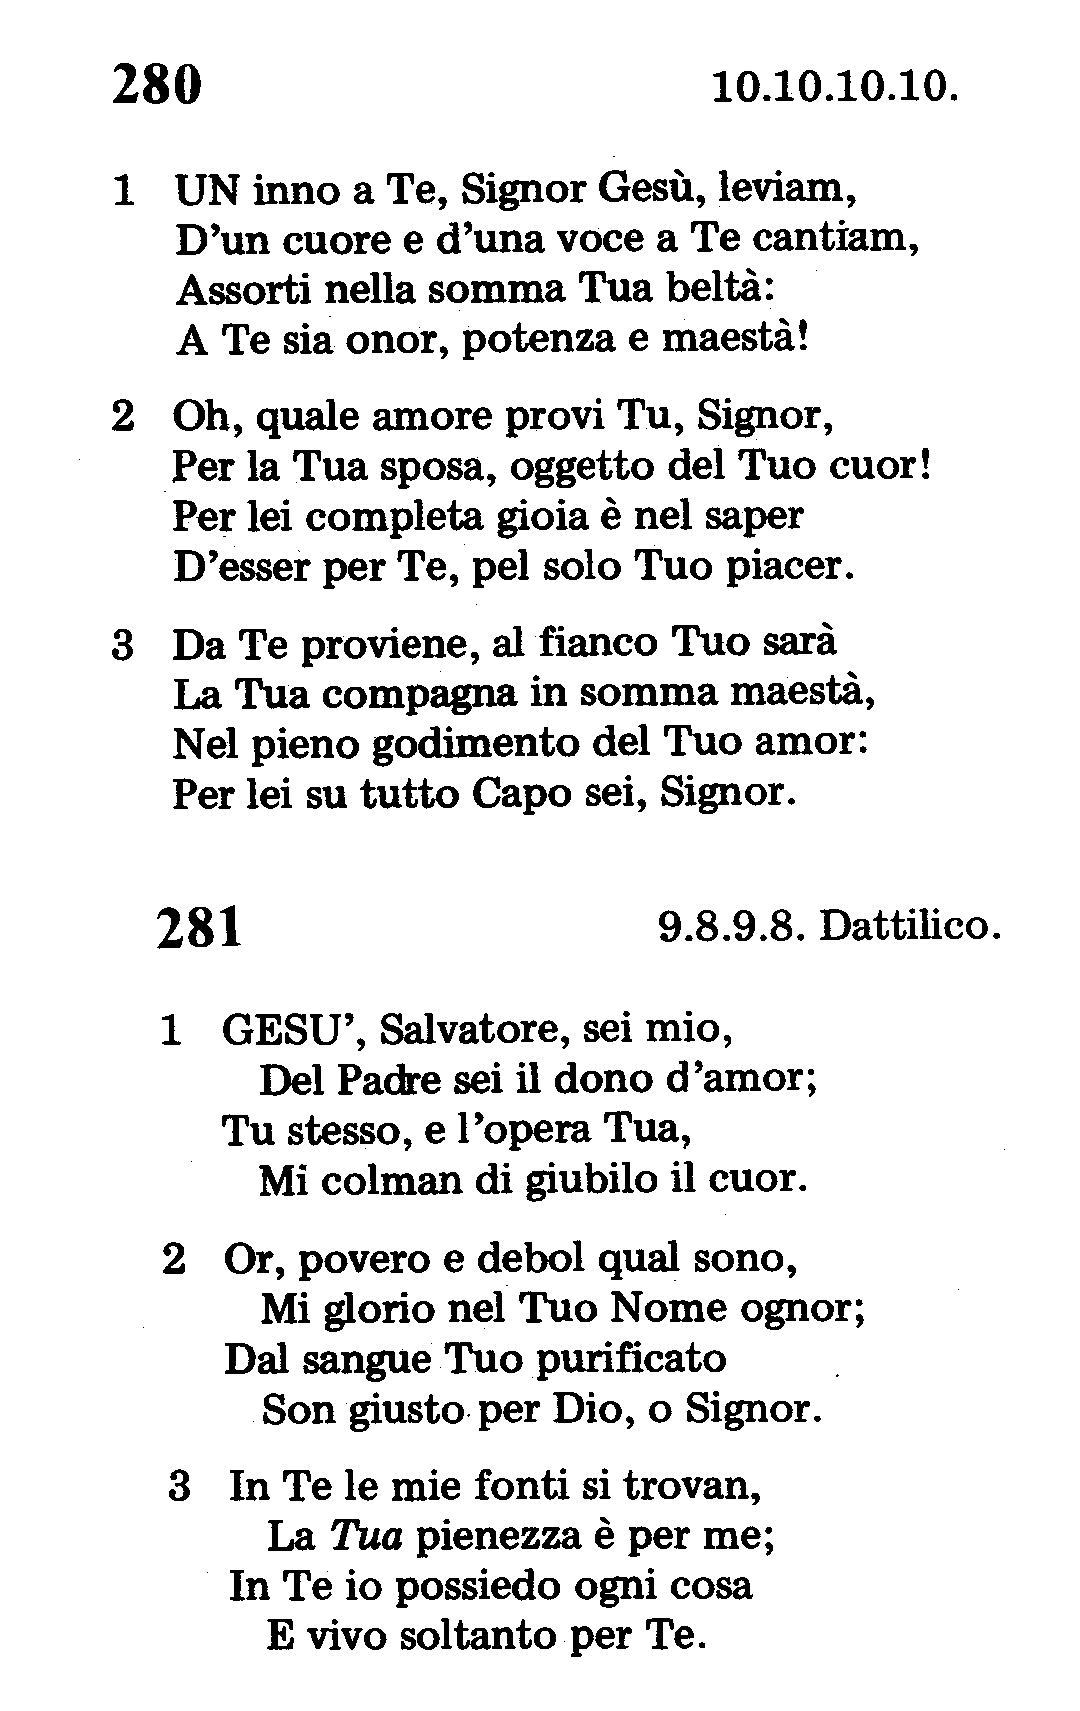 280 10.10.10.10.
1 UN inno a Te, Signor Gesù, leviam,
D'un cuore e d'una voce a Te cantiam,
Assorti nella somma Tua beltà:
A Te sia onor, potenza e maestà!
2 Oh, quale amore provi Tu, Signor,
Per la Tua sposa, oggetto del Tuo cuor!
Per lei completa gioia è nel saper
D'esser per Te, pel solo Tuo piacer.
3 Da Te proviene, al fianco Tuo sarà
La Tua compagna in somma maestà,
Nel pieno godimento del Tuo amor:
Per lei su tutto Capo sei, Signor.
281 9.8.9.8. Dattilico.
1 GESU', Salvatore, sei mio,
Del Padre sei il dono d'amor;
Tu stesso, e l'opera Tua,
Mi colman di giubilo il cuor.
2 Or, povero e debol qual sono,
Mi glorio nel Tuo Nome ognor;
Dal sangue Tuo purificato
Son giusto per Dio, o Signor.
3 In Te le mie fonti si trovan,
La Tua pienezza è per me;
In Te io possiedo ogni cosa
E vivo soltanto per Te.